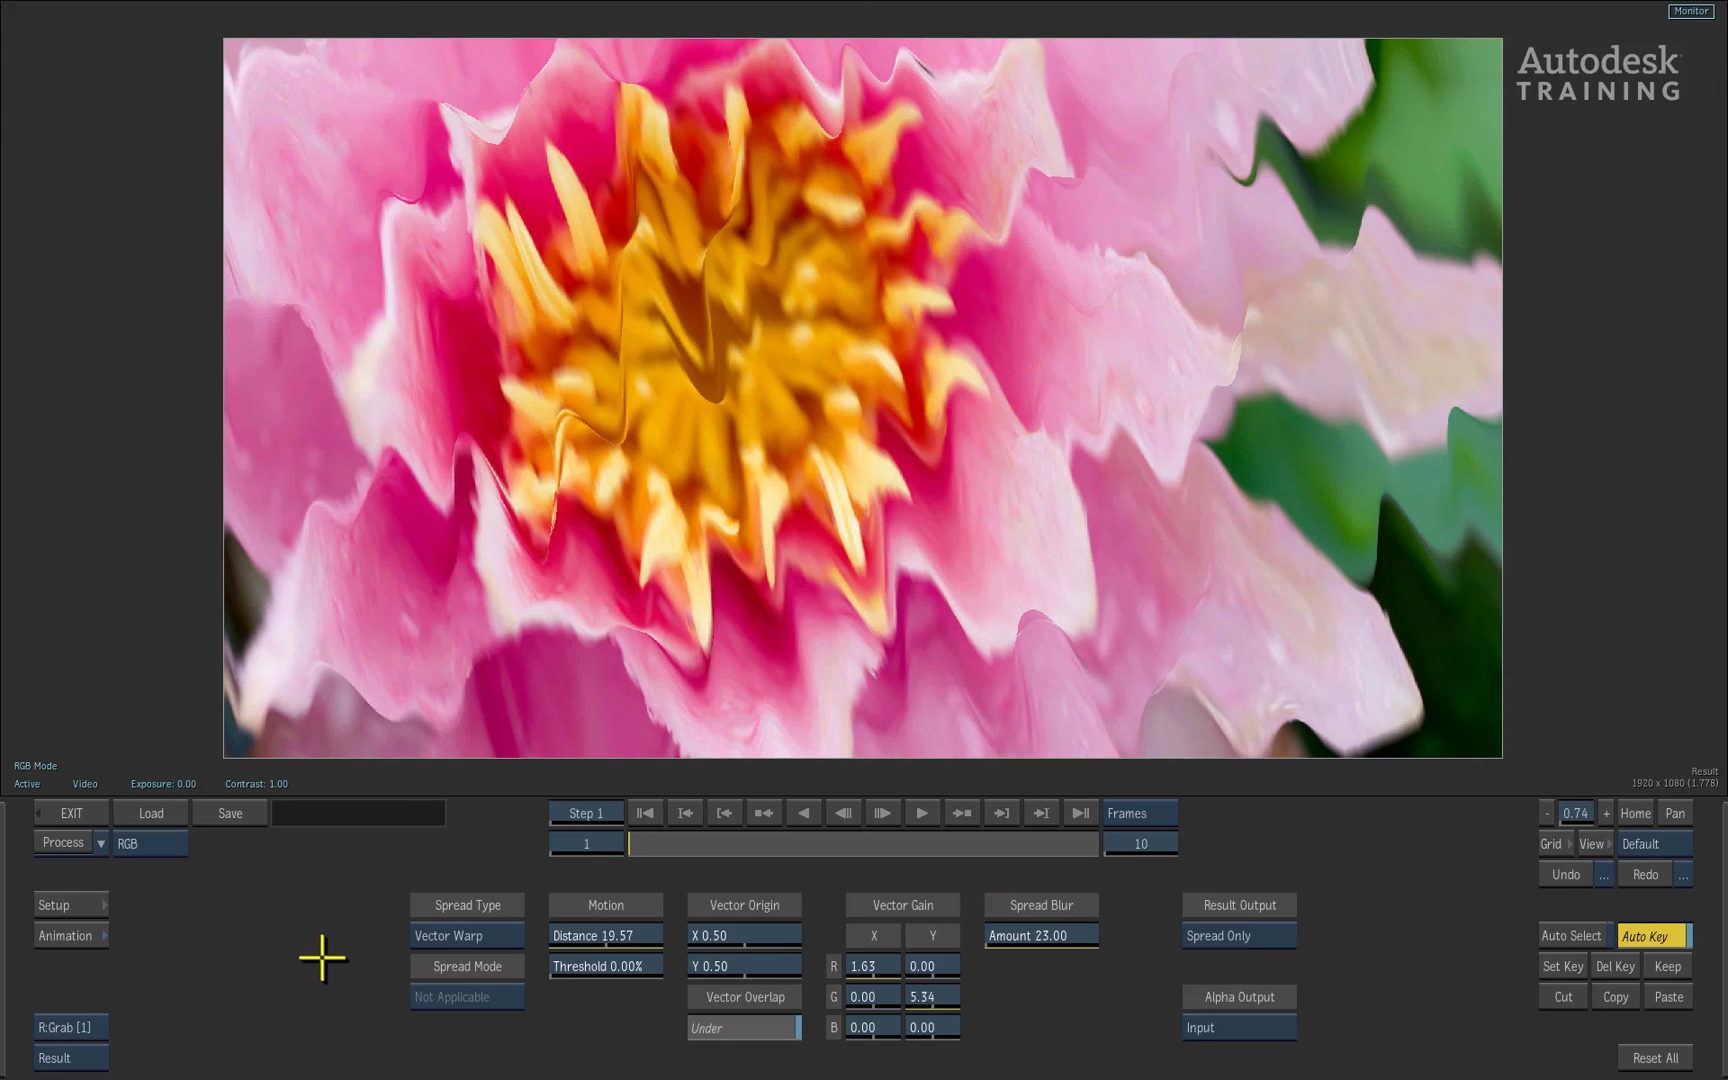 Monitor
Autodesk
TRAINING
RGB Mode
Active Video Exposure: 0.00 Contrast: 1.00
Result
1920 x 1080 (1.778)
EXIT Load Save Step 1 Frames - 0.74 + Home Pan
Process RGB 1 10 Grid View Default
Undo ... Redo ...
Setup Spread Type Motion Vector Origin Vector Gain Spread Blur Result Output
Animation Vector Warp Distance 19.57 X 0.50 X Y Amount 23.00 Spread Only Auto Select Auto Key
Spread Mode Threshold 0.00% Y 0.50 R 1.63 0.00 Set Key Del Key Keep
Not Applicable Vector Overlap G 0.00 5.34 Alpha Output Cut Copy Paste
R:Grab [1] Under B 0.00 0.00 Input
Result Reset All